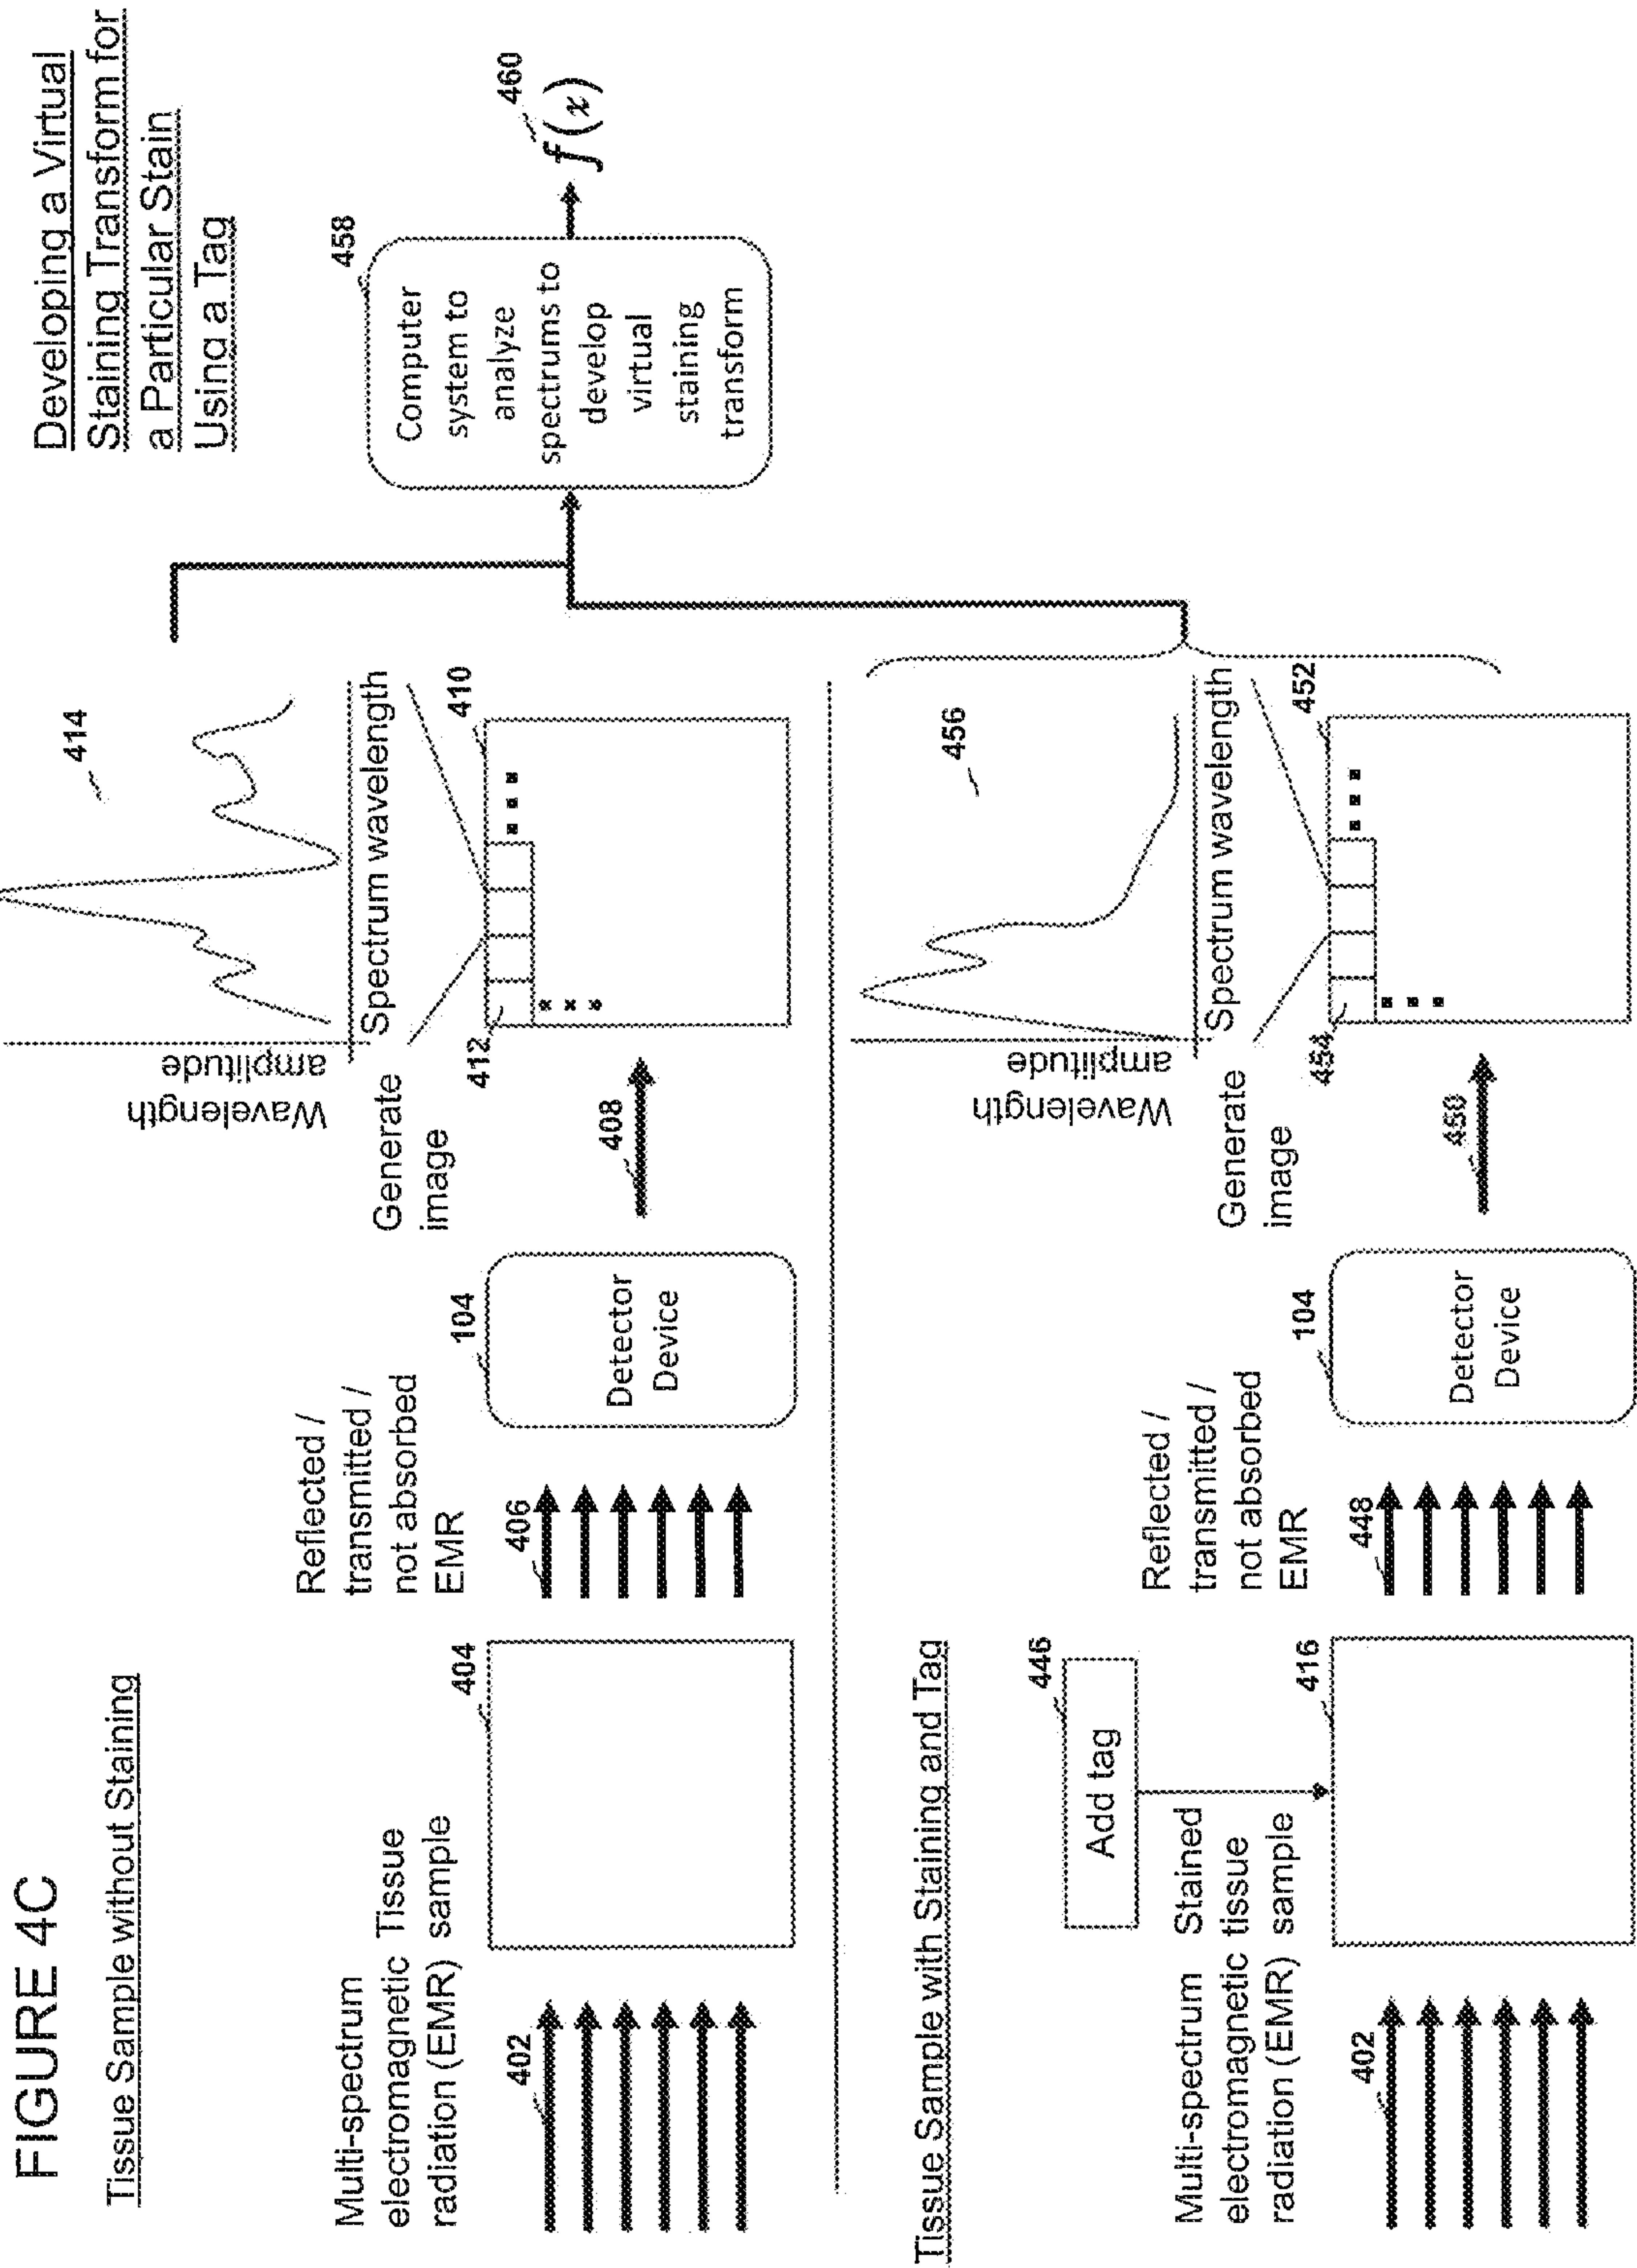 FIGURE 4C
Developing a Virtual
Staining Transform for
a Particular Stain
Using a Tag
Tissue Sample without Staining
Multi-spectrum
electromagnetic
radiation (EMR)
402
Tissue
sample
404
Reflected /
transmitted /
not absorbed
EMR
406
104
Detector
Device
Generate
image
408
Wavelength
amplitude
414
Spectrum wavelength
412
410
458
Computer
system to
analyze
spectrums to
develop
virtual
staining
transform
460
f(x)
Tissue Sample with Staining and Tag
446
Add tag
Multi-spectrum
electromagnetic
radiation (EMR)
402
Stained
tissue
sample
416
Reflected /
transmitted /
not absorbed
EMR
448
104
Detector
Device
Generate
image
450
Wavelength
amplitude
456
Spectrum wavelength
454
452